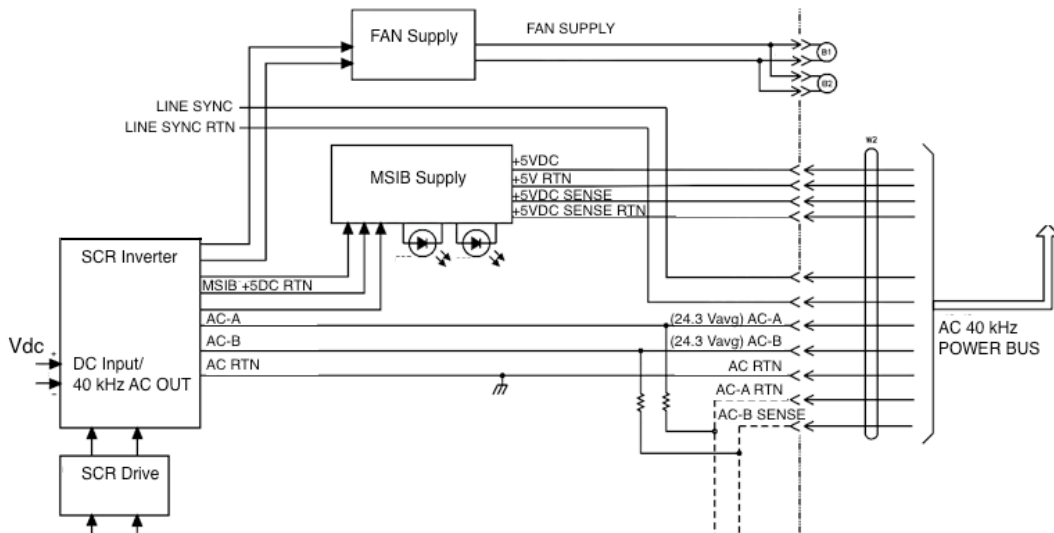 FAN Supply
FAN SUPPLY
B1
B2
LINE SYNC
LINE SYNC RTN
W2
MSIB Supply
+5VDC
+5V RTN
+5VDC SENSE
+5VDC SENSE RTN
SCR Inverter
MSIB +5DC RTN
AC-A
(24.3 Vavg) AC-A
AC 40 kHz
POWER BUS
Vdc
+
-
AC-B
(24.3 Vavg) AC-B
DC Input/
40 kHz AC OUT
AC RTN
AC RTN
AC-A RTN
AC-B SENSE
SCR Drive